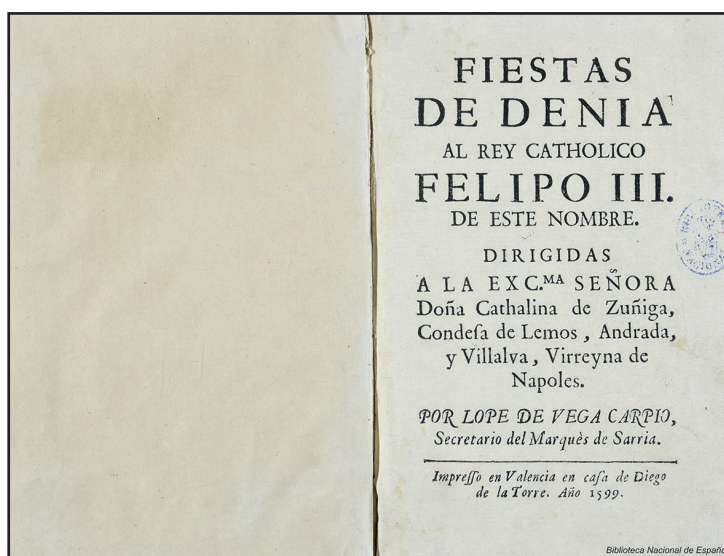 FIESTAS
DE DENIA
AL REY CATHOLICO
FELIPO III.
DE ESTE NOMBRE.
DIRIGIDAS
A LA EXC.MA SEÑORA
Doña Cathalina de Zuñiga,
Condeſa de Lemos, Andrada,
y Villalva, Virreyna de
Napoles.
POR LOPE DE VEGA CARPIO,
Secretario del Marquès de Sarria.
Impreſſo en Valencia en caſa de Diego
de la Torre. Año 1599.
Biblioteca Nacional de